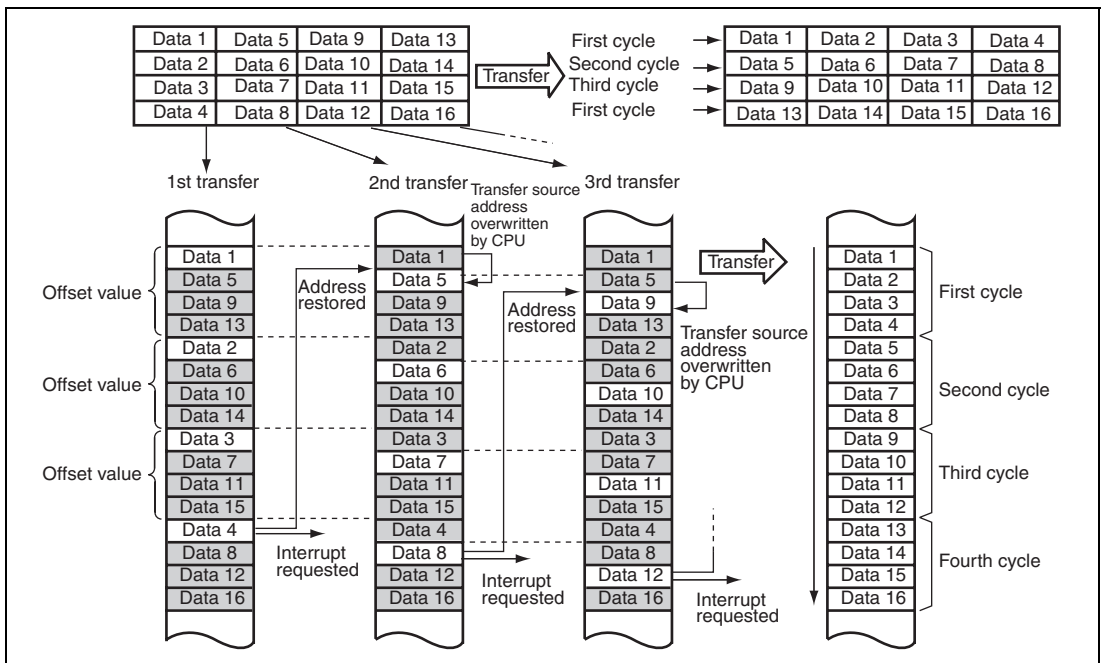 Data 1 Data 5 Data 9 Data 13
Data 2 Data 6 Data 10 Data 14
Data 3 Data 7 Data 11 Data 15
Data 4 Data 8 Data 12 Data 16
Transfer
First cycle
Second cycle
Third cycle
First cycle
Data 1 Data 2 Data 3 Data 4
Data 5 Data 6 Data 7 Data 8
Data 9 Data 10 Data 11 Data 12
Data 13 Data 14 Data 15 Data 16
1st transfer
Offset value
Offset value
Offset value
Data 1
Data 5
Data 9
Data 13
Data 2
Data 6
Data 10
Data 14
Data 3
Data 7
Data 11
Data 15
Data 4
Data 8
Data 12
Data 16
Address
restored
Interrupt
requested
2nd transfer
Transfer source
address
overwritten
by CPU
Data 1
Data 5
Data 9
Data 13
Data 2
Data 6
Data 10
Data 14
Data 3
Data 7
Data 11
Data 15
Data 4
Data 8
Data 12
Data 16
Address
restored
Interrupt
requested
3rd transfer
Data 1
Data 5
Data 9
Data 13
Data 2
Data 6
Data 10
Data 14
Data 3
Data 7
Data 11
Data 15
Data 4
Data 8
Data 12
Data 16
Transfer
Transfer source
address
overwritten
by CPU
Interrupt
requested
Data 1
Data 2
Data 3
Data 4
Data 5
Data 6
Data 7
Data 8
Data 9
Data 10
Data 11
Data 12
Data 13
Data 14
Data 15
Data 16
First cycle
Second cycle
Third cycle
Fourth cycle